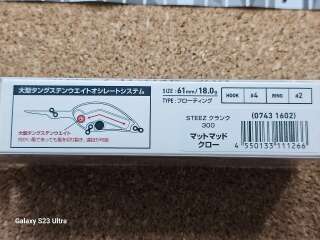 大型タングステンウエイトオシレートシステム
大型タングステンウエイト
SIZE : 61mm/18.0g
TYPE : フローティング
HOOK #4 RING #2
STEEZ クランク
300
マットマッド
クロー
(0743 1602)
4 550133 111266
Galaxy S23 Ultra